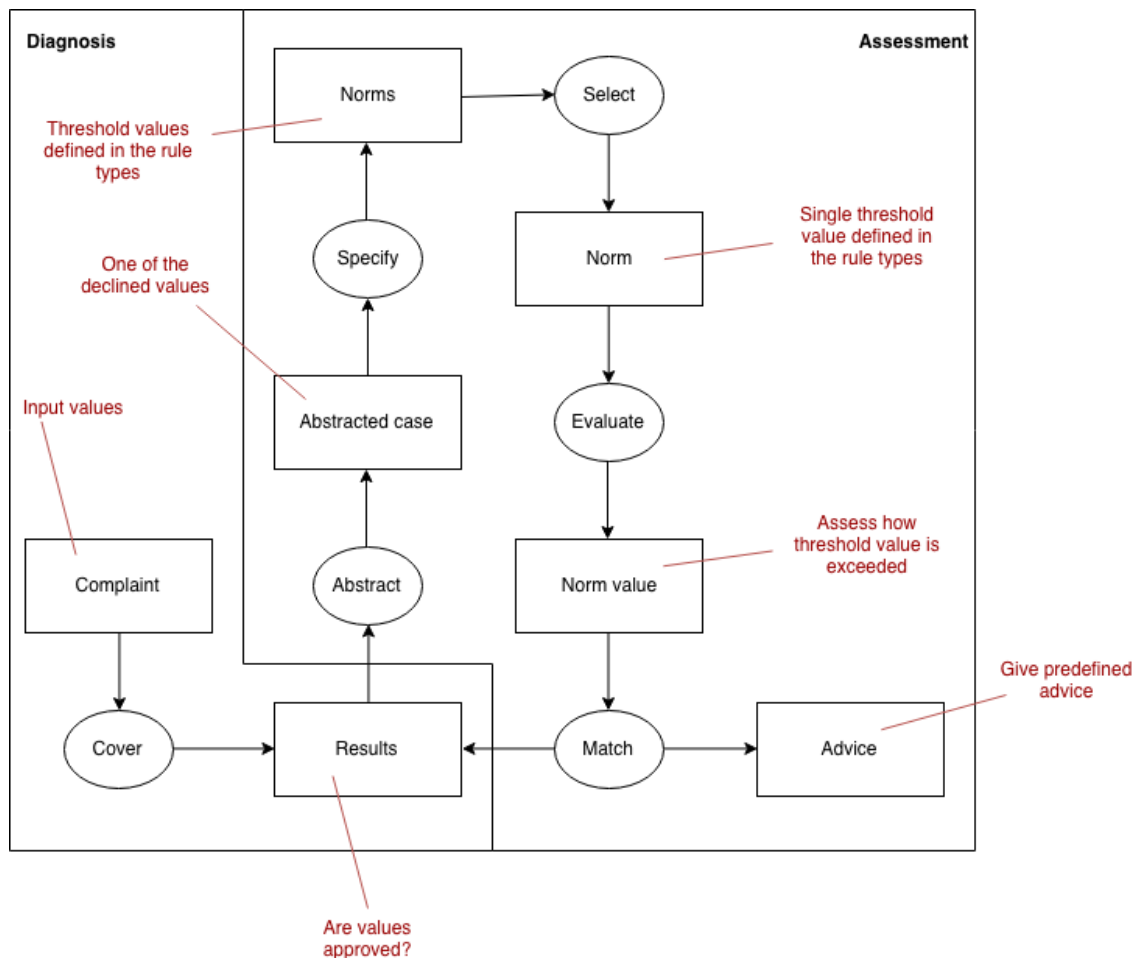 Diagnosis
Assessment
Norms
Select
Threshold values
defined in the rule
types
Single threshold
value defined in
the rule types
Specify
Norm
One of the
declined values
Input values
Abstracted case
Evaluate
Assess how
threshold value is
exceeded
Complaint
Abstract
Norm value
Give predefined
advice
Cover
Results
Match
Advice
Are values
approved?